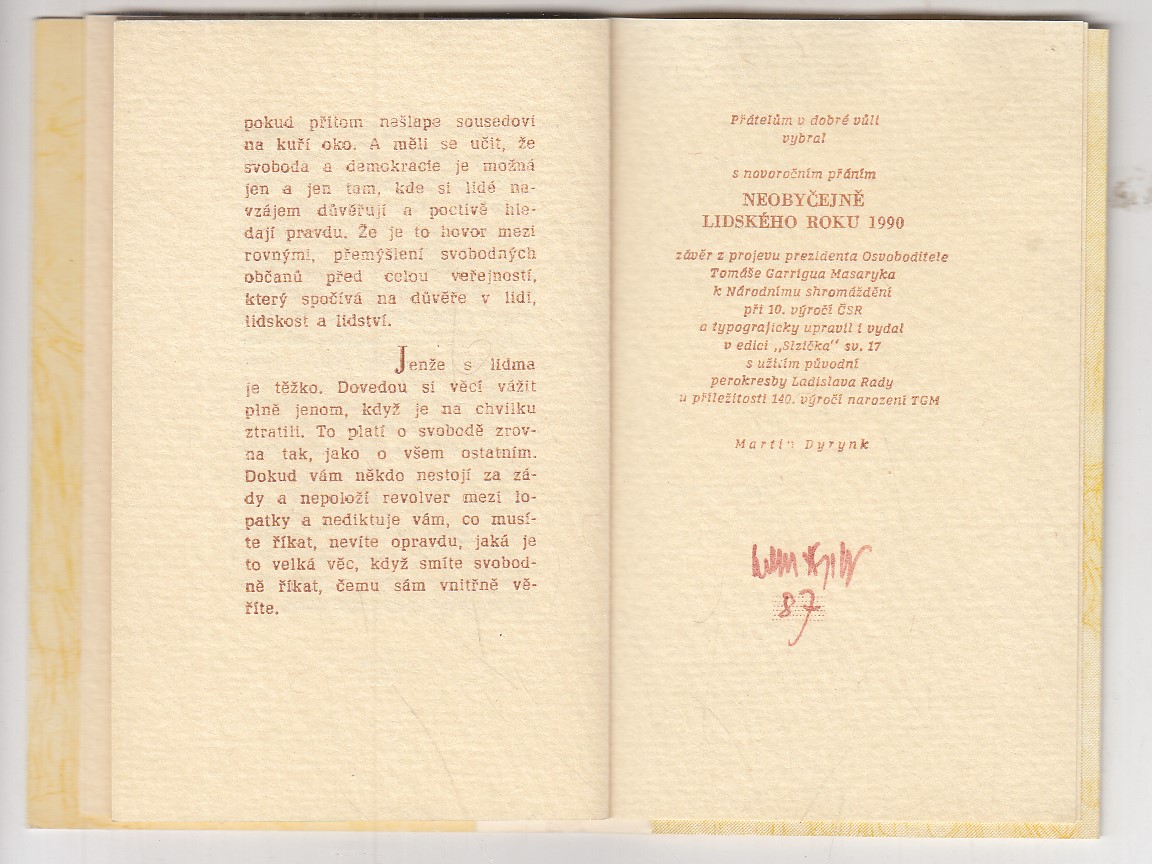 pokud přitom nešlape sousedovi
na kuří oko. A měli se učit, že
svoboda a demokracie je možná
jen a jen tam, kde si lidé na-
vzájem důvěřují a poctivě hle-
dají pravdu. Že je to hovor mezi
rovnými, přemýšlení svobodných
občanů před celou veřejností,
který spočívá na důvěře v lidi,
lidskost a lidství.
Jenže s lidma
je těžko. Dovedou si věcí vážit
plně jenom, když je na chvilku
ztratili. To platí o svobodě zrov-
na tak, jako o všem ostatním.
Dokud vám někdo nestojí za zá-
dy a nepoloží revolver mezi lo-
patky a nediktuje vám, co musí-
te říkat, nevíte opravdu, jaká je
to velká věc, když smíte svobod-
ně říkat, čemu sám vnitřně vě-
říte.
Přátelům v dobré vůli
vybral
s novoročním přáním
NEOBYČEJNĚ
LIDSKÉHO ROKU 1990
závěr z projevu prezidenta Osvoboditele
Tomáše Garrigua Masaryka
k Národnímu shromáždění
při 10. výročí ČSR
a typograficky upravil i vydal
v edici „Slzička“ sv. 17
s užitím původní
perokresby Ladislava Rady
u příležitosti 140. výročí narození TGM
Martin Dyrynk
87